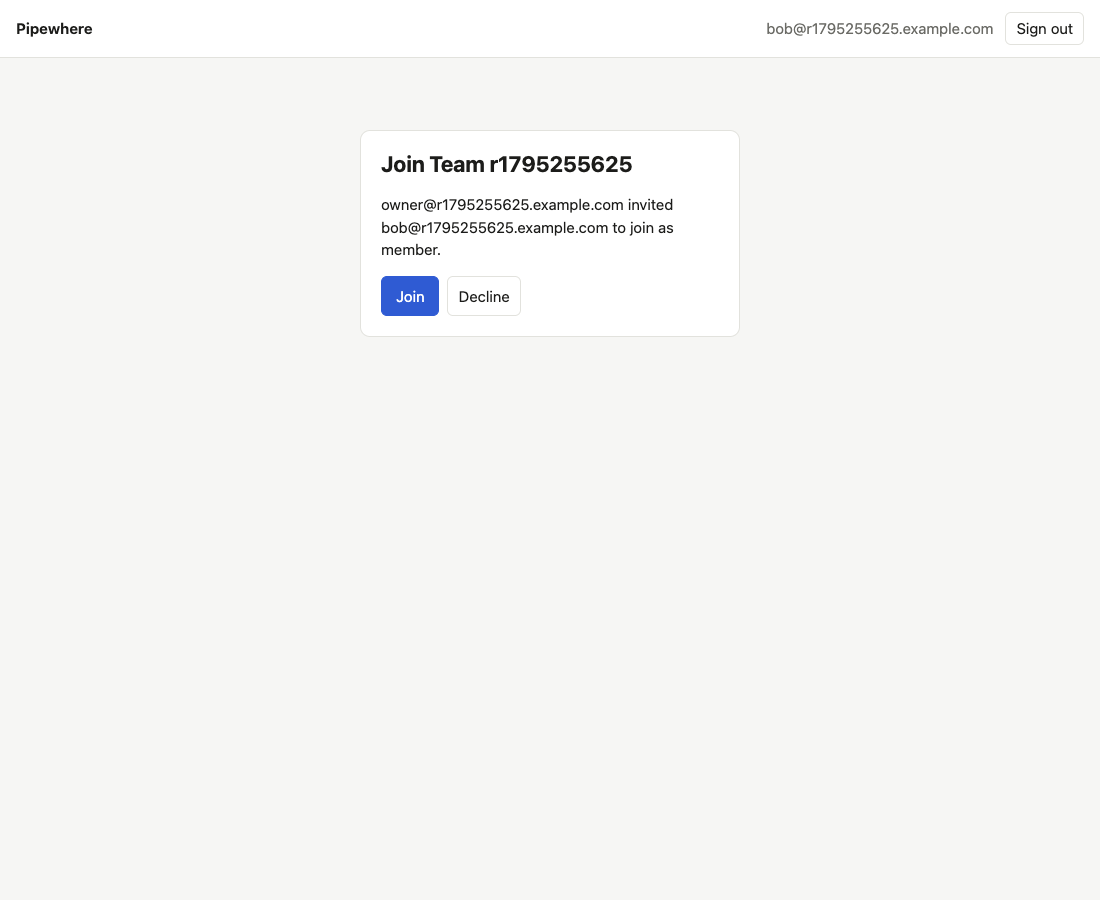 Pipewhere
bob@r1795255625.example.com
Sign out
Join Team r1795255625
owner@r1795255625.example.com invited
bob@r1795255625.example.com to join as
member.
Join
Decline